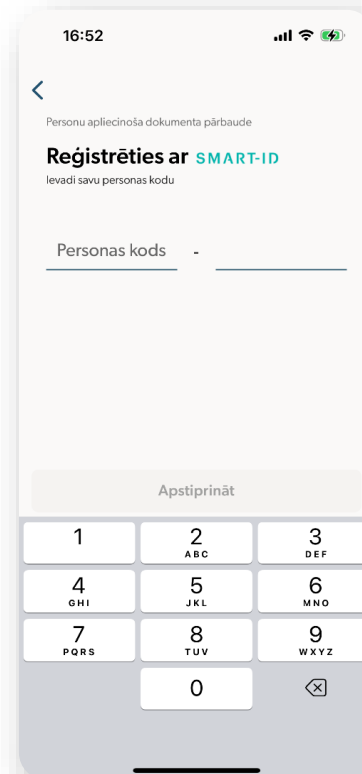 16:52
Personu apliecinoša dokumenta pārbaude
Reģistrēties ar SMART-ID
Ievadi savu personas kodu
Personas kods -
Apstiprināt
1 2 3
ABC DEF
4 5 6
GHI JKL MNO
7 8 9
PQRS TUV WXYZ
0